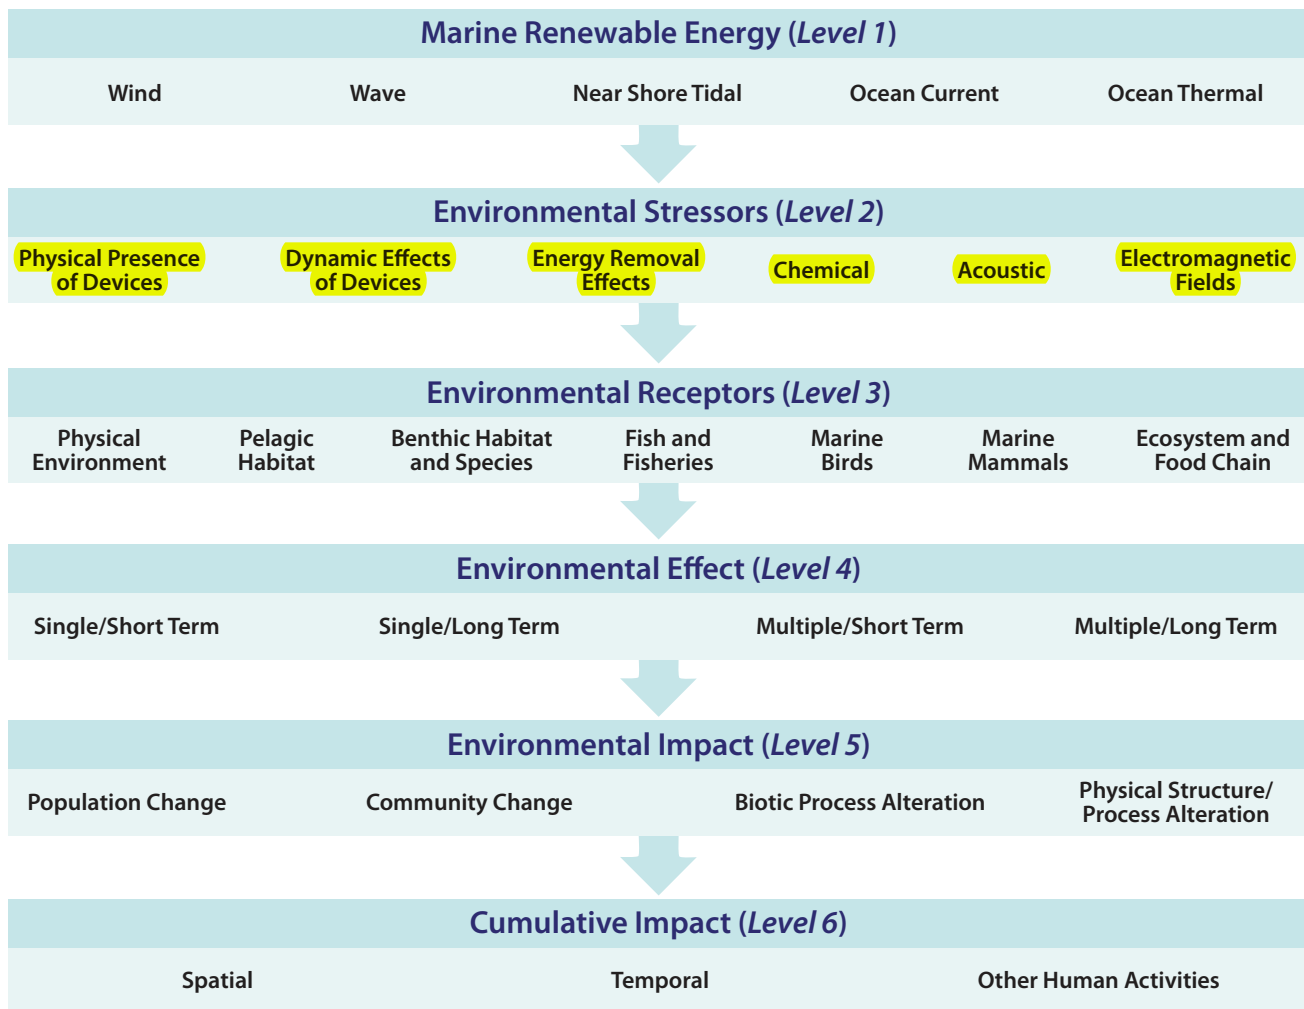 Marine Renewable Energy (Level 1)
Wind Wave Near Shore Tidal Ocean Current Ocean Thermal
Environmental Stressors (Level 2)
Physical Presence
of Devices
Dynamic Effects
of Devices
Energy Removal
Effects
Chemical
Acoustic
Electromagnetic
Fields
Environmental Receptors (Level 3)
Physical
Environment
Pelagic
Habitat
Benthic Habitat
and Species
Fish and
Fisheries
Marine
Birds
Marine
Mammals
Ecosystem and
Food Chain
Environmental Effect (Level 4)
Single/Short Term Single/Long Term Multiple/Short Term Multiple/Long Term
Environmental Impact (Level 5)
Population Change
Community Change
Biotic Process Alteration
Physical Structure/
Process Alteration
Cumulative Impact (Level 6)
Spatial Temporal Other Human Activities